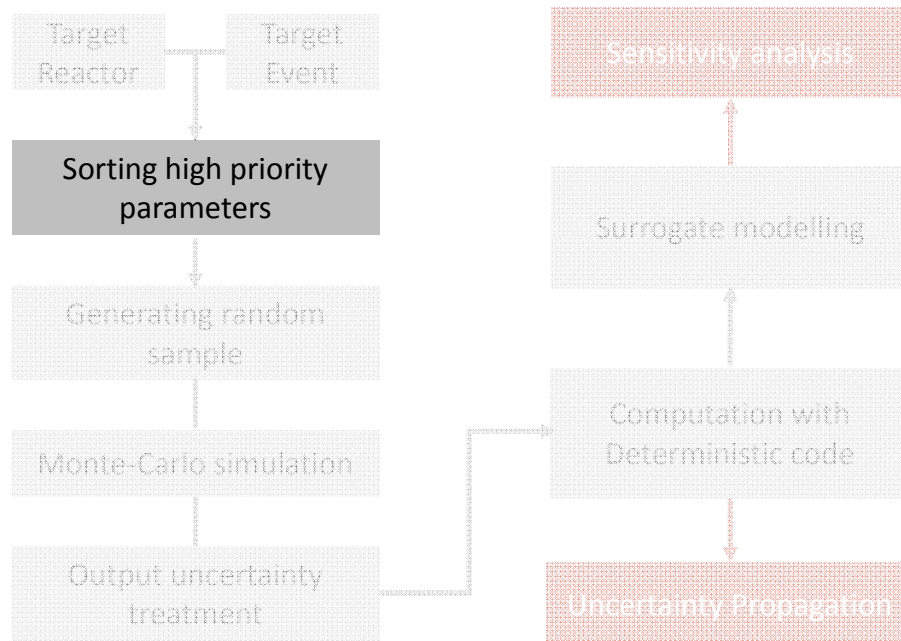 Target
Reactor
Target
Event
Sorting high priority
parameters
Generating random
sample
Monte-Carlo simulation
Output uncertainty
treatment
Sensitivity analysis
Surrogate modelling
Computation with
Deterministic code
Uncertainty Propagation